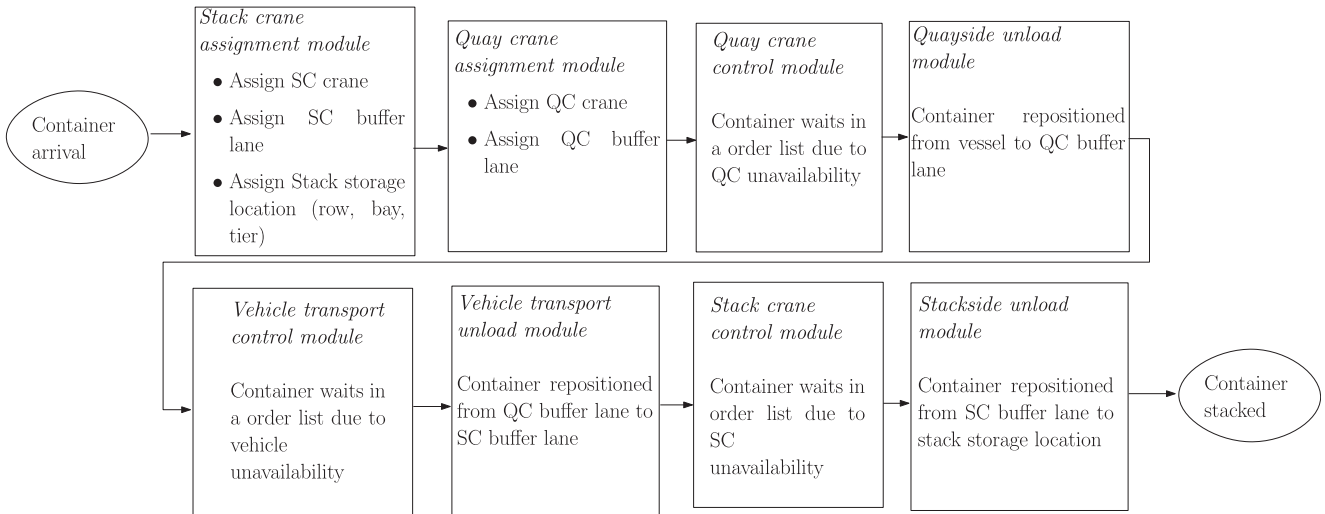 Container
arrival
Stack crane
assignment module
• Assign SC crane
• Assign SC buffer
lane
• Assign Stack storage
location (row, bay,
tier)
Quay crane
assignment module
• Assign QC crane
• Assign QC buffer
lane
Quay crane
control module
Container waits in
a order list due to
QC unavailability
Quayside unload
module
Container repositioned
from vessel to QC buffer
lane
Vehicle transport
control module
Container waits in
a order list due to
vehicle
unavailability
Vehicle transport
unload module
Container repositioned
from QC buffer lane to
SC buffer lane
Stack crane
control module
Container waits in
order list due to
SC
unavailability
Stackside unload
module
Container repositioned
from SC buffer lane to
stack storage location
Container
stacked